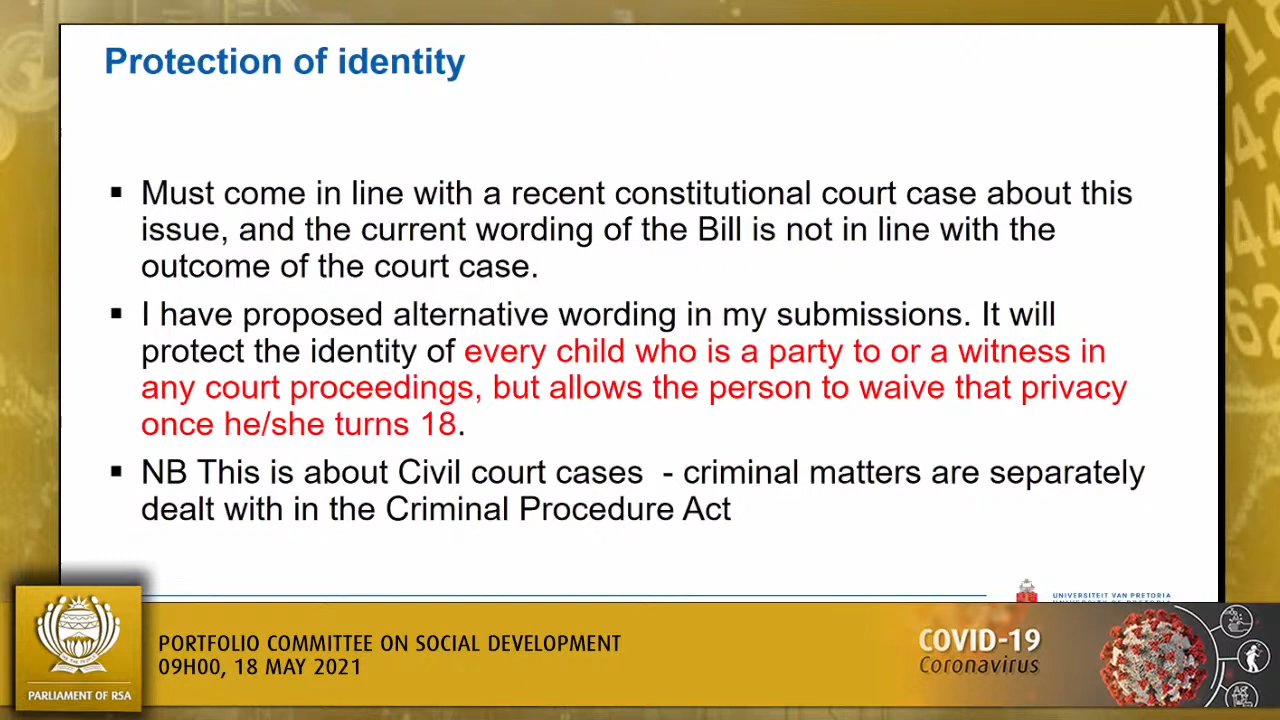 Protection of identity
▪ Must come in line with a recent constitutional court case about this
issue, and the current wording of the Bill is not in line with the
outcome of the court case.
▪ I have proposed alternative wording in my submissions. It will
protect the identity of every child who is a party to or a witness in
any court proceedings, but allows the person to waive that privacy
once he/she turns 18.
▪ NB This is about Civil court cases - criminal matters are separately
dealt with in the Criminal Procedure Act
UNIVERSITEIT VAN PRETORIA
PARLIAMENT OF RSA
PORTFOLIO COMMITTEE ON SOCIAL DEVELOPMENT
09H00, 18 MAY 2021
COVID-19
Coronavirus